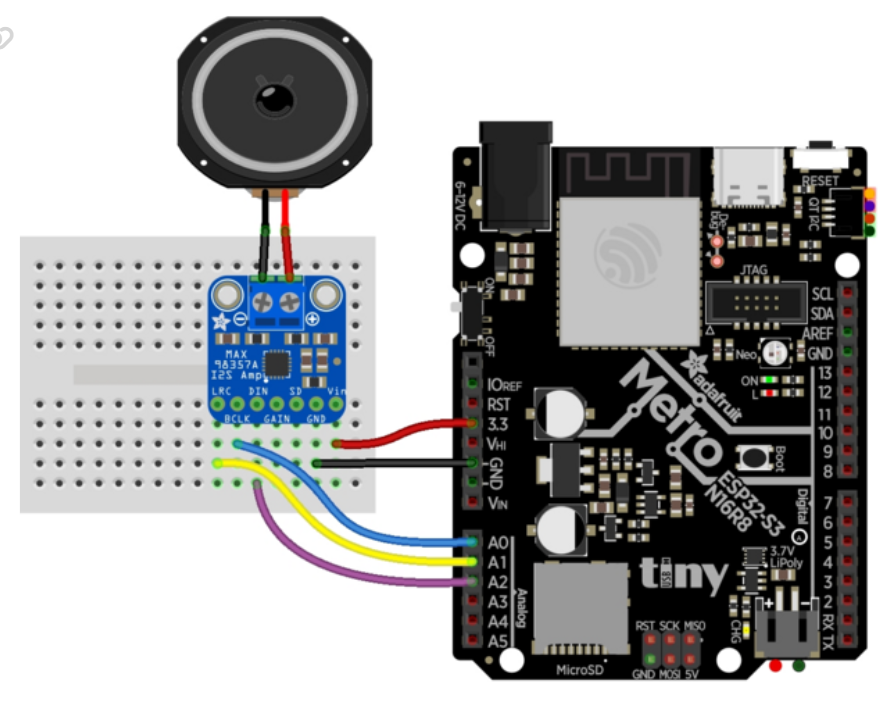 MAX
98357A
I2S Amp
LRC DIN SD Vin
BCLK GAIN GND
6-12V DC
ON
OFF
RESET
QT I²C
De-
bug
JTAG
SCL
SDA
AREF
GND
13
12
11
10
9
8
7
6
5
4
3
2
RX
TX
Neo
ON
L
IOREF
RST
3.3
VHI
GND
VIN
A0
A1
A2
A3
A4
A5
Analog
Digital
adafruit
Metro
ESP32-S3
N16R8
Boot
tiny
USB
3.7V
LiPoly
CHG
+ -
RST SCK MISO
GND MOSI 5V
MicroSD